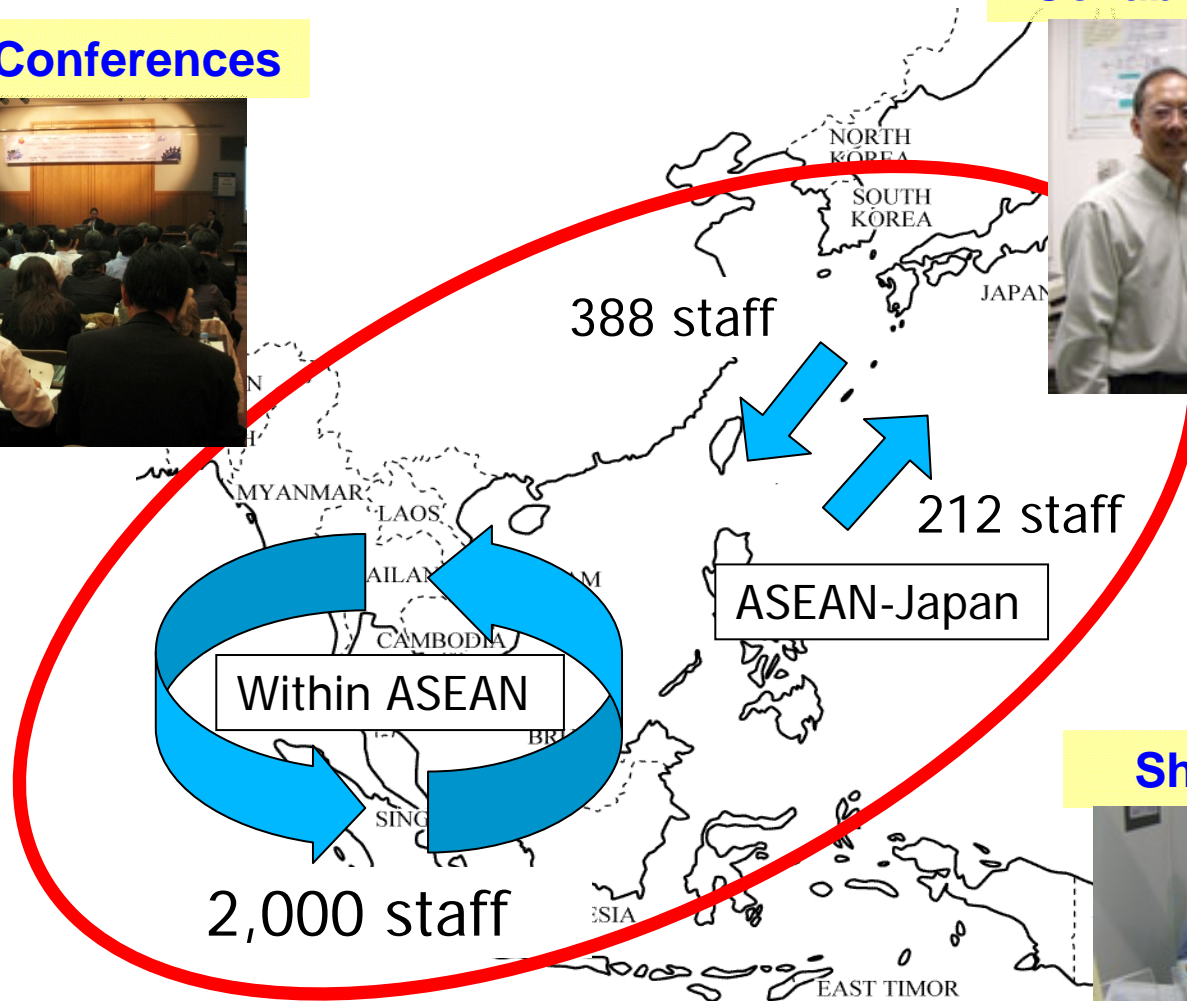 Conferences
NORTH
KOREA
SOUTH
KOREA
JAPAN
388 staff
212 staff
MYANMAR
LAOS
CAMBODIA
ASEAN-Japan
Within ASEAN
2,000 staff
EAST TIMOR